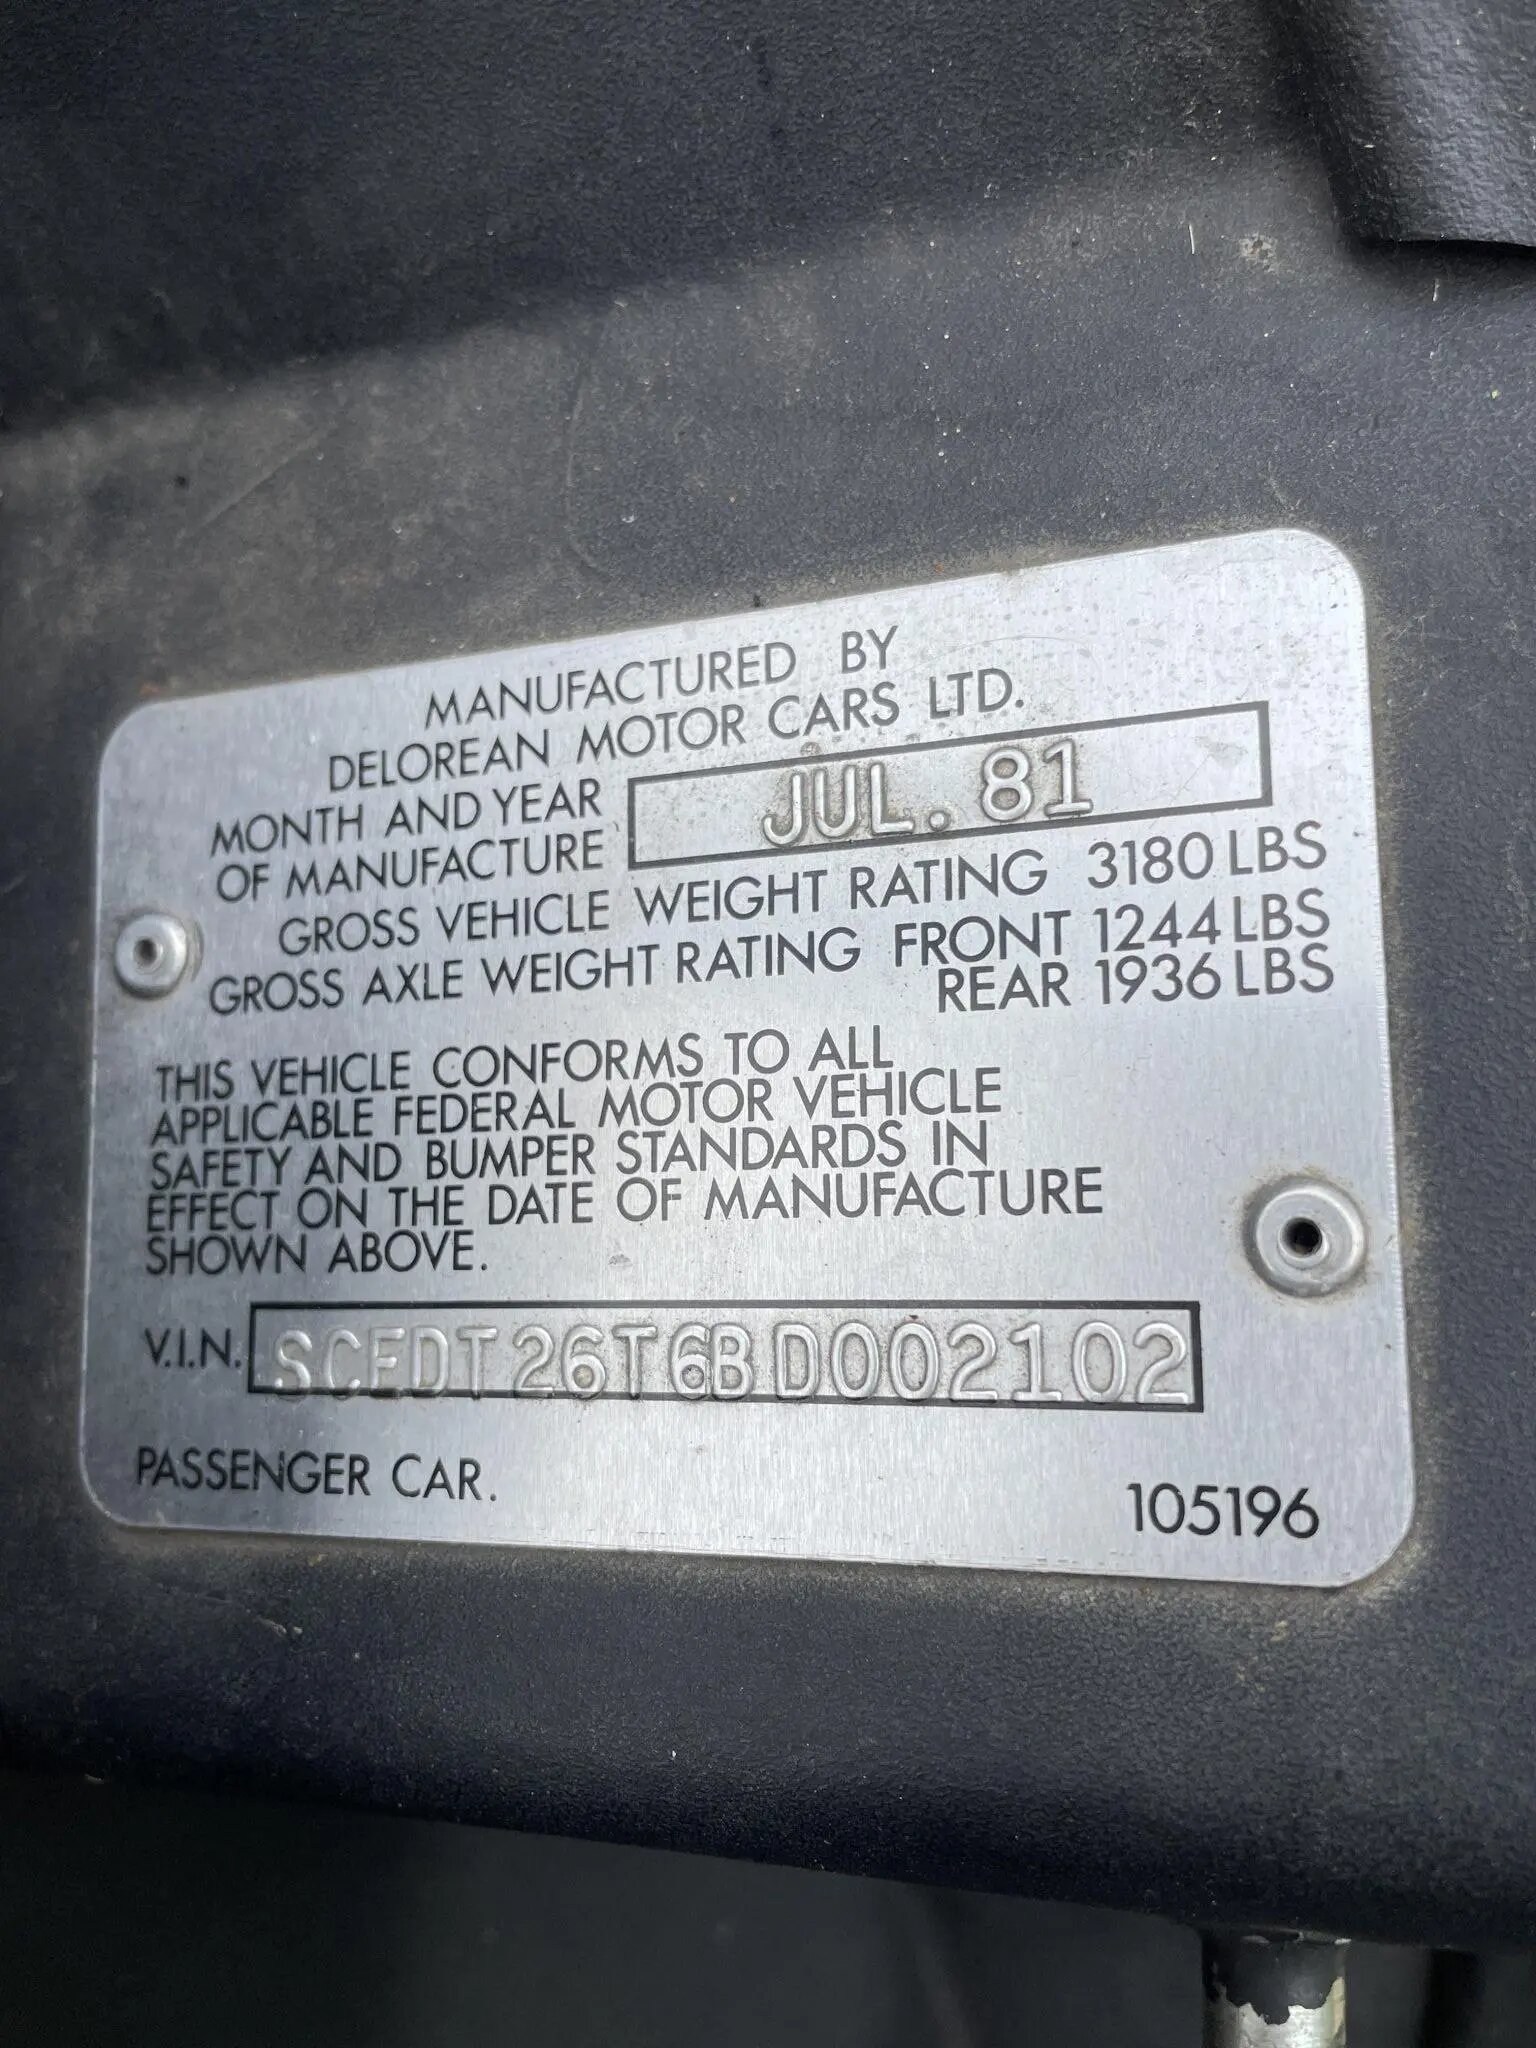 MANUFACTURED BY
DELOREAN MOTOR CARS LTD.
MONTH AND YEAR
OF MANUFACTURE JUL. 81
GROSS VEHICLE WEIGHT RATING 3180 LBS
GROSS AXLE WEIGHT RATING FRONT 1244 LBS
REAR 1936 LBS
THIS VEHICLE CONFORMS TO ALL
APPLICABLE FEDERAL MOTOR VEHICLE
SAFETY AND BUMPER STANDARDS IN
EFFECT ON THE DATE OF MANUFACTURE
SHOWN ABOVE.
V.I.N. SCEDT26T6BD002102
PASSENGER CAR.
105196